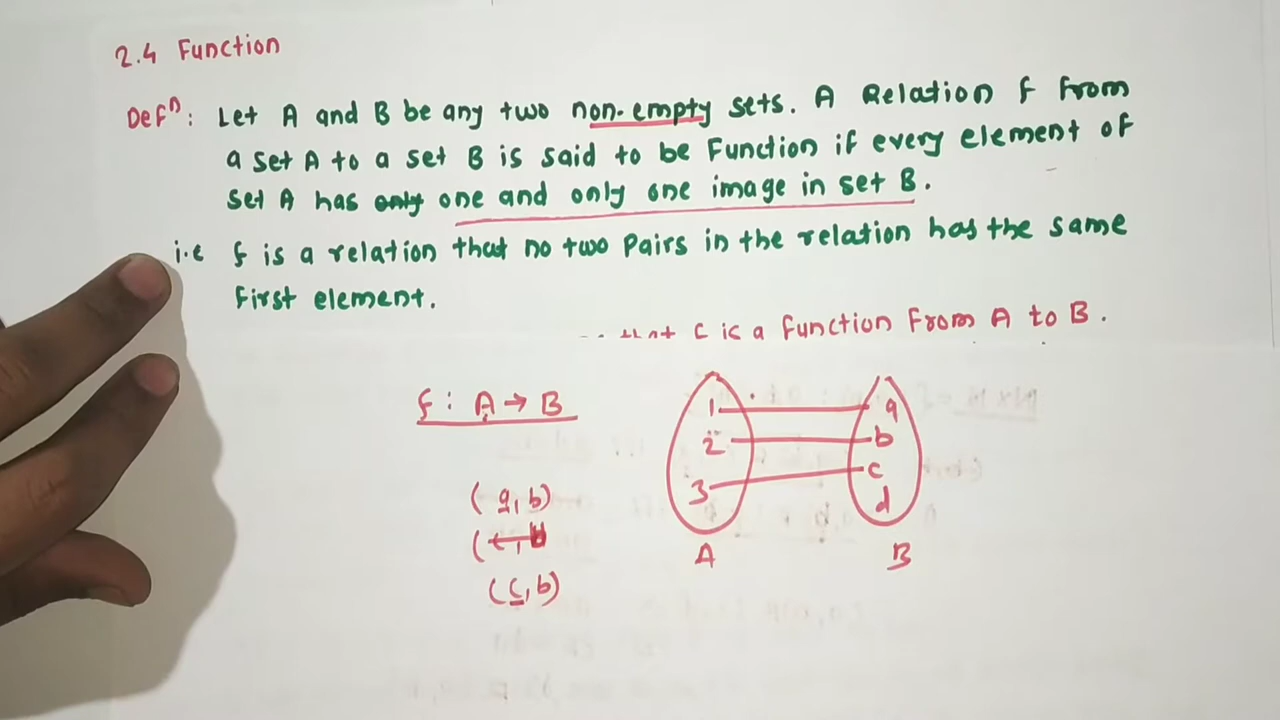 2.4 Function
Defⁿ: Let A and B be any two non-empty sets. A Relation f from
a set A to a set B is said to be Function if every element of
set A has only one and only one image in set B.
i.e f is a relation that no two Pairs in the relation has the same
First element.
that C is a Function From A to B.
f: A → B
1 a
2 b
3 c
d
A B
(a, b)
(c, b)